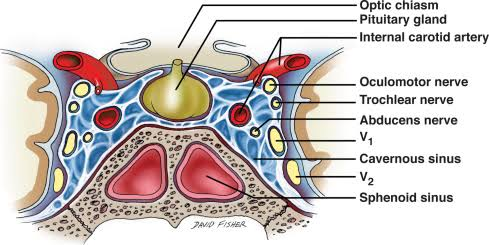 Optic chiasm
Pituitary gland
Internal carotid artery
Oculomotor nerve
Trochlear nerve
Abducens nerve
V1
Cavernous sinus
V2
Sphenoid sinus
DAVID FISHER